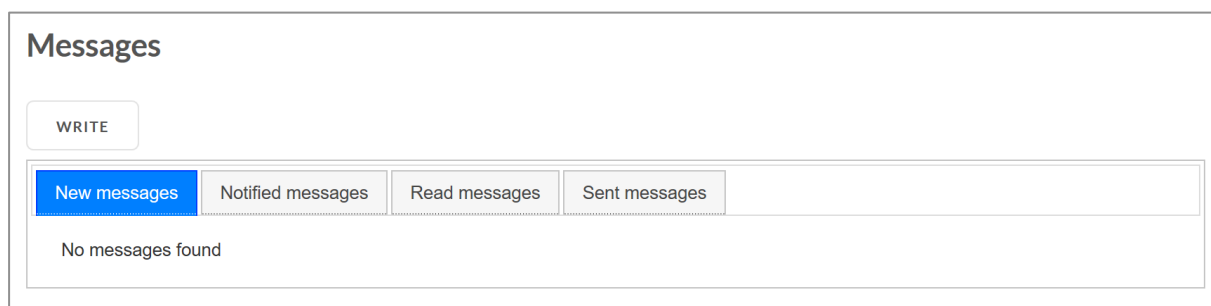 Messages
WRITE
New messages Notified messages Read messages Sent messages
No messages found